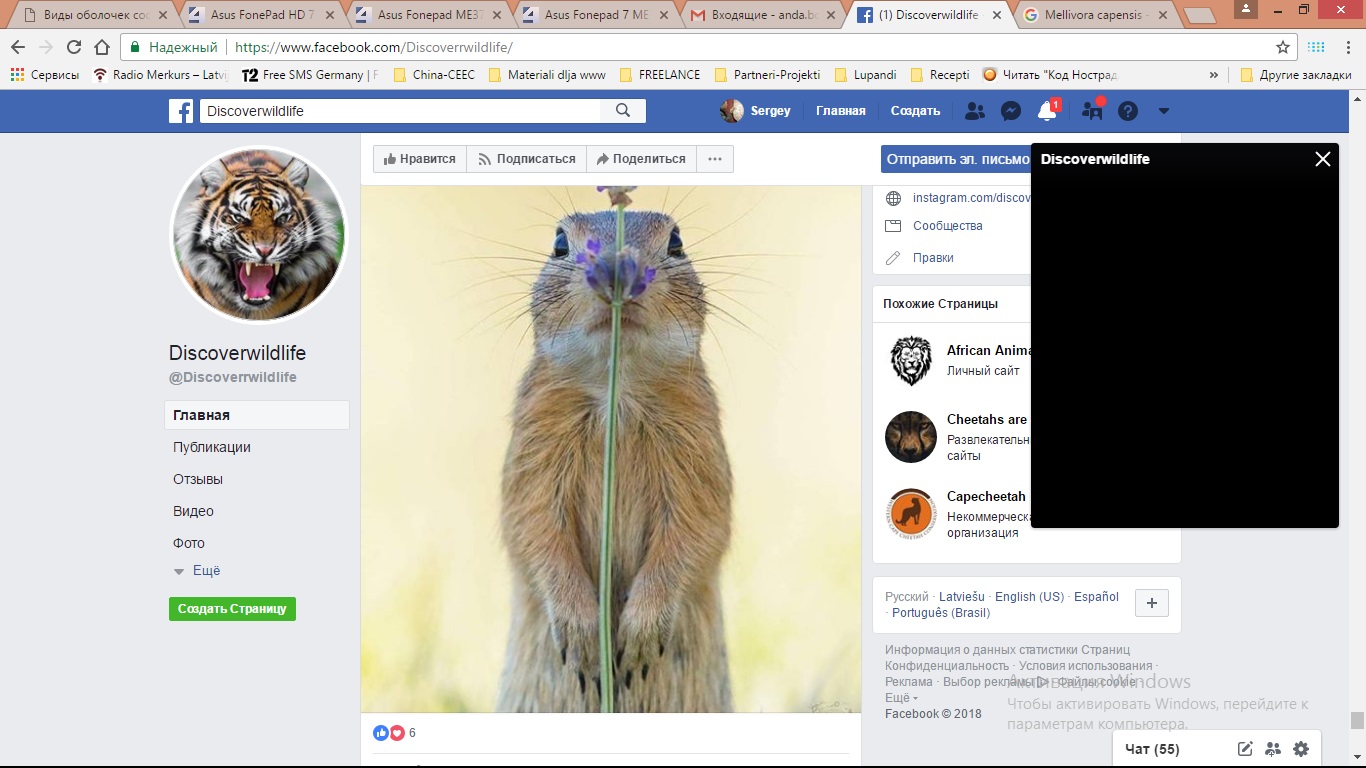 Виды оболочек сос
Asus FonePad HD 7
Asus Fonepad ME37
Asus Fonepad 7 ME
Входящие - anda.bo
(1) Discoverwildlife
Mellivora capensis -
Надежный
https://www.facebook.com/Discoverrwildlife/
Сервисы
Radio Merkurs – Latvi
T2 Free SMS Germany | F
China-CEEC
Materiali dlja www
FREELANCE
Partneri-Projekti
Lupandi
Recepti
Читать "Код Нострад
»
Другие закладки
Discoverwildlife
Sergey
Главная
Создать
1
Discoverwildlife
@Discoverrwildlife
Главная
Публикации
Отзывы
Видео
Фото
Ещё
Создать Страницу
Нравится
Подписаться
Поделиться
...
6
Отправить эл. письмо
instagram.com/discov
Сообщества
Правки
Похожие Страницы
African Anima
Личный сайт
Cheetahs are
Развлекательн
сайты
Capecheetah
Некоммерческа
организация
Русский · Latviešu · English (US) · Español
· Português (Brasil)
Информация о данных статистики Страниц
Конфиденциальность · Условия использования ·
Реклама · Выбор рекламы · Файлы cookie ·
Ещё
Facebook © 2018
Discoverwildlife
Активация Windows
Чтобы активировать Windows, перейдите к
параметрам компьютера.
Чат (55)